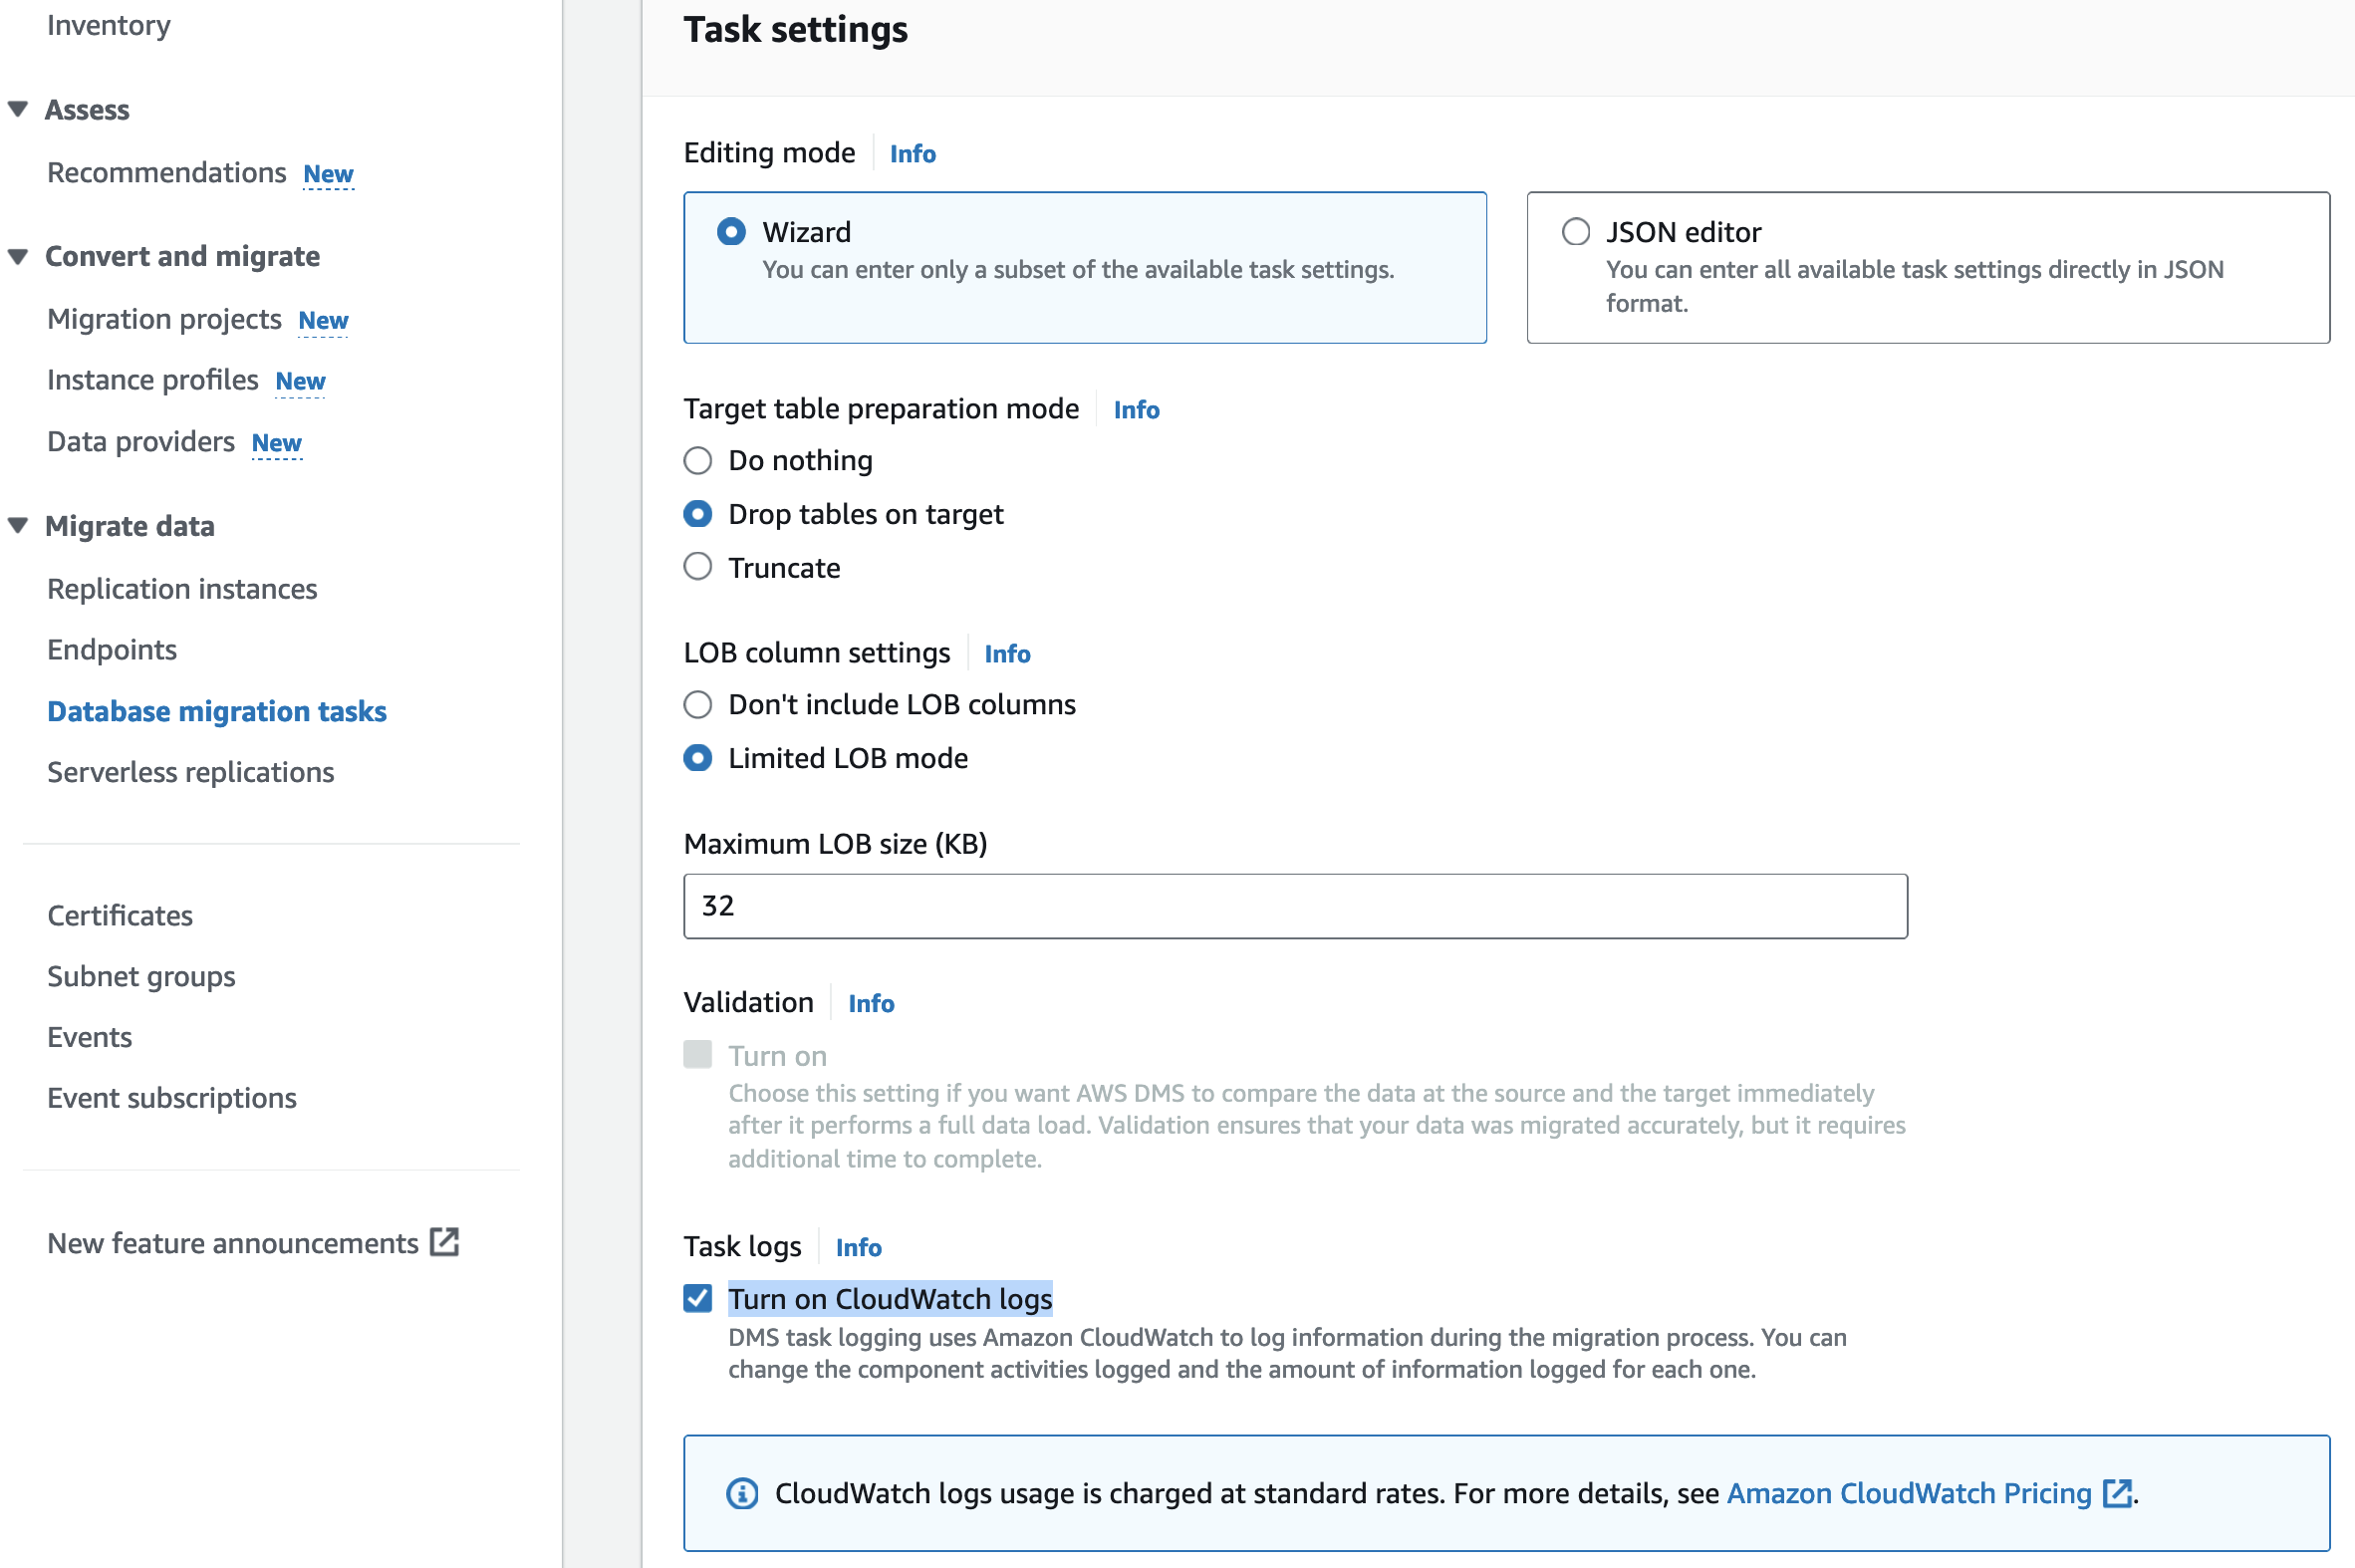 Inventory
Assess
Recommendations New
Convert and migrate
Migration projects New
Instance profiles New
Data providers New
Migrate data
Replication instances
Endpoints
Database migration tasks
Serverless replications
Certificates
Subnet groups
Events
Event subscriptions
New feature announcements
Task settings
Editing mode Info
Wizard
You can enter only a subset of the available task settings.
JSON editor
You can enter all available task settings directly in JSON
format.
Target table preparation mode Info
Do nothing
Drop tables on target
Truncate
LOB column settings Info
Don't include LOB columns
Limited LOB mode
Maximum LOB size (KB)
32
Validation Info
Turn on
Choose this setting if you want AWS DMS to compare the data at the source and the target immediately
after it performs a full data load. Validation ensures that your data was migrated accurately, but it requires
additional time to complete.
Task logs Info
Turn on CloudWatch logs
DMS task logging uses Amazon CloudWatch to log information during the migration process. You can
change the component activities logged and the amount of information logged for each one.
CloudWatch logs usage is charged at standard rates. For more details, see Amazon CloudWatch Pricing.